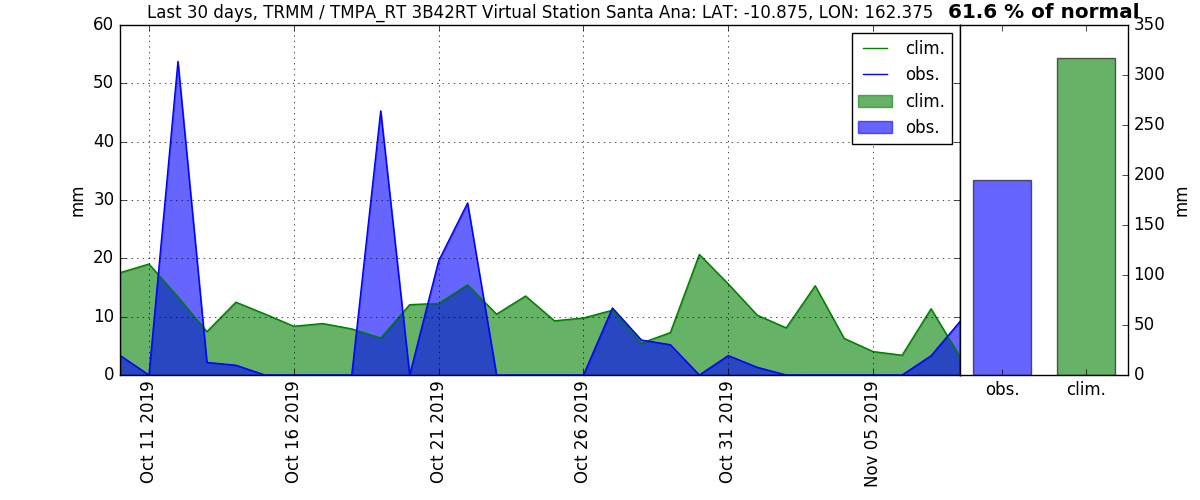 Last 30 days, TRMM / TMPA_RT 3B42RT Virtual Station Santa Ana: LAT: -10.875, LON: 162.375
61.6 % of normal
clim.
obs.
clim.
obs.
60
50
40
30
20
10
0
mm
Oct 11 2019
Oct 16 2019
Oct 21 2019
Oct 26 2019
Oct 31 2019
Nov 05 2019
350
300
250
200
150
100
50
0
mm
obs.
clim.